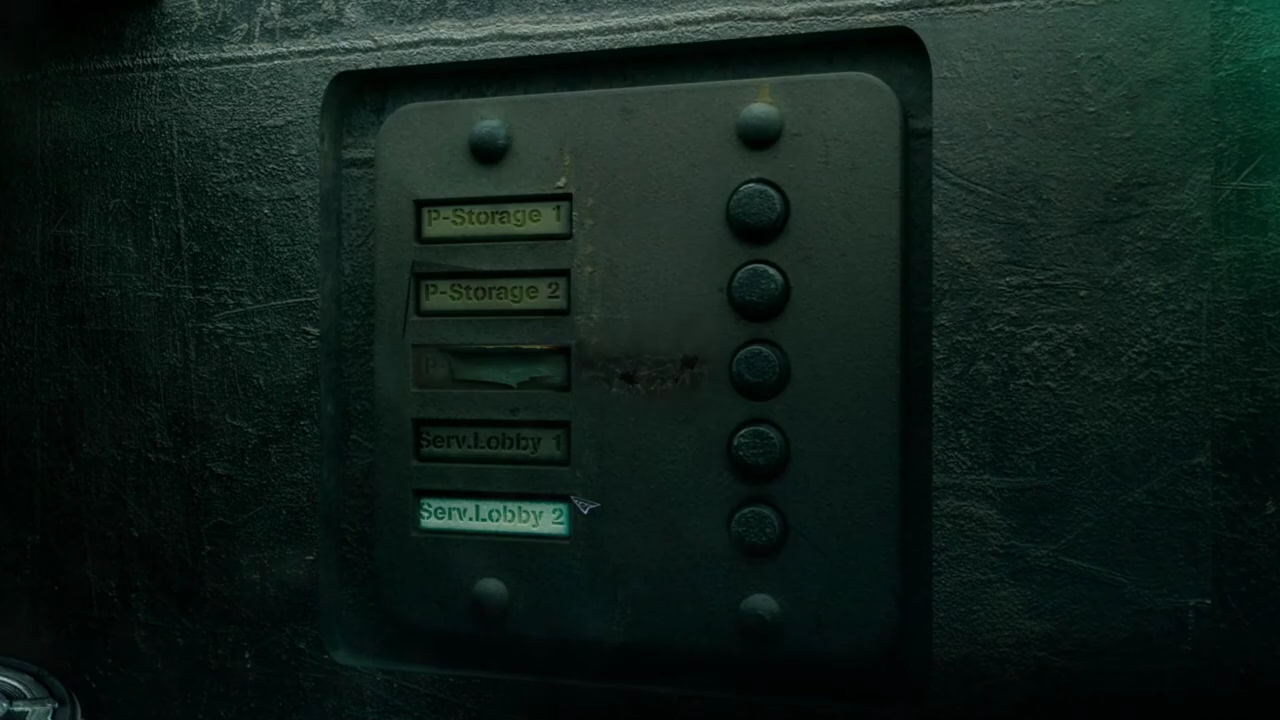 P-Storage 1
P-Storage 2
P-
Serv.Lobby 1
Serv.Lobby 2